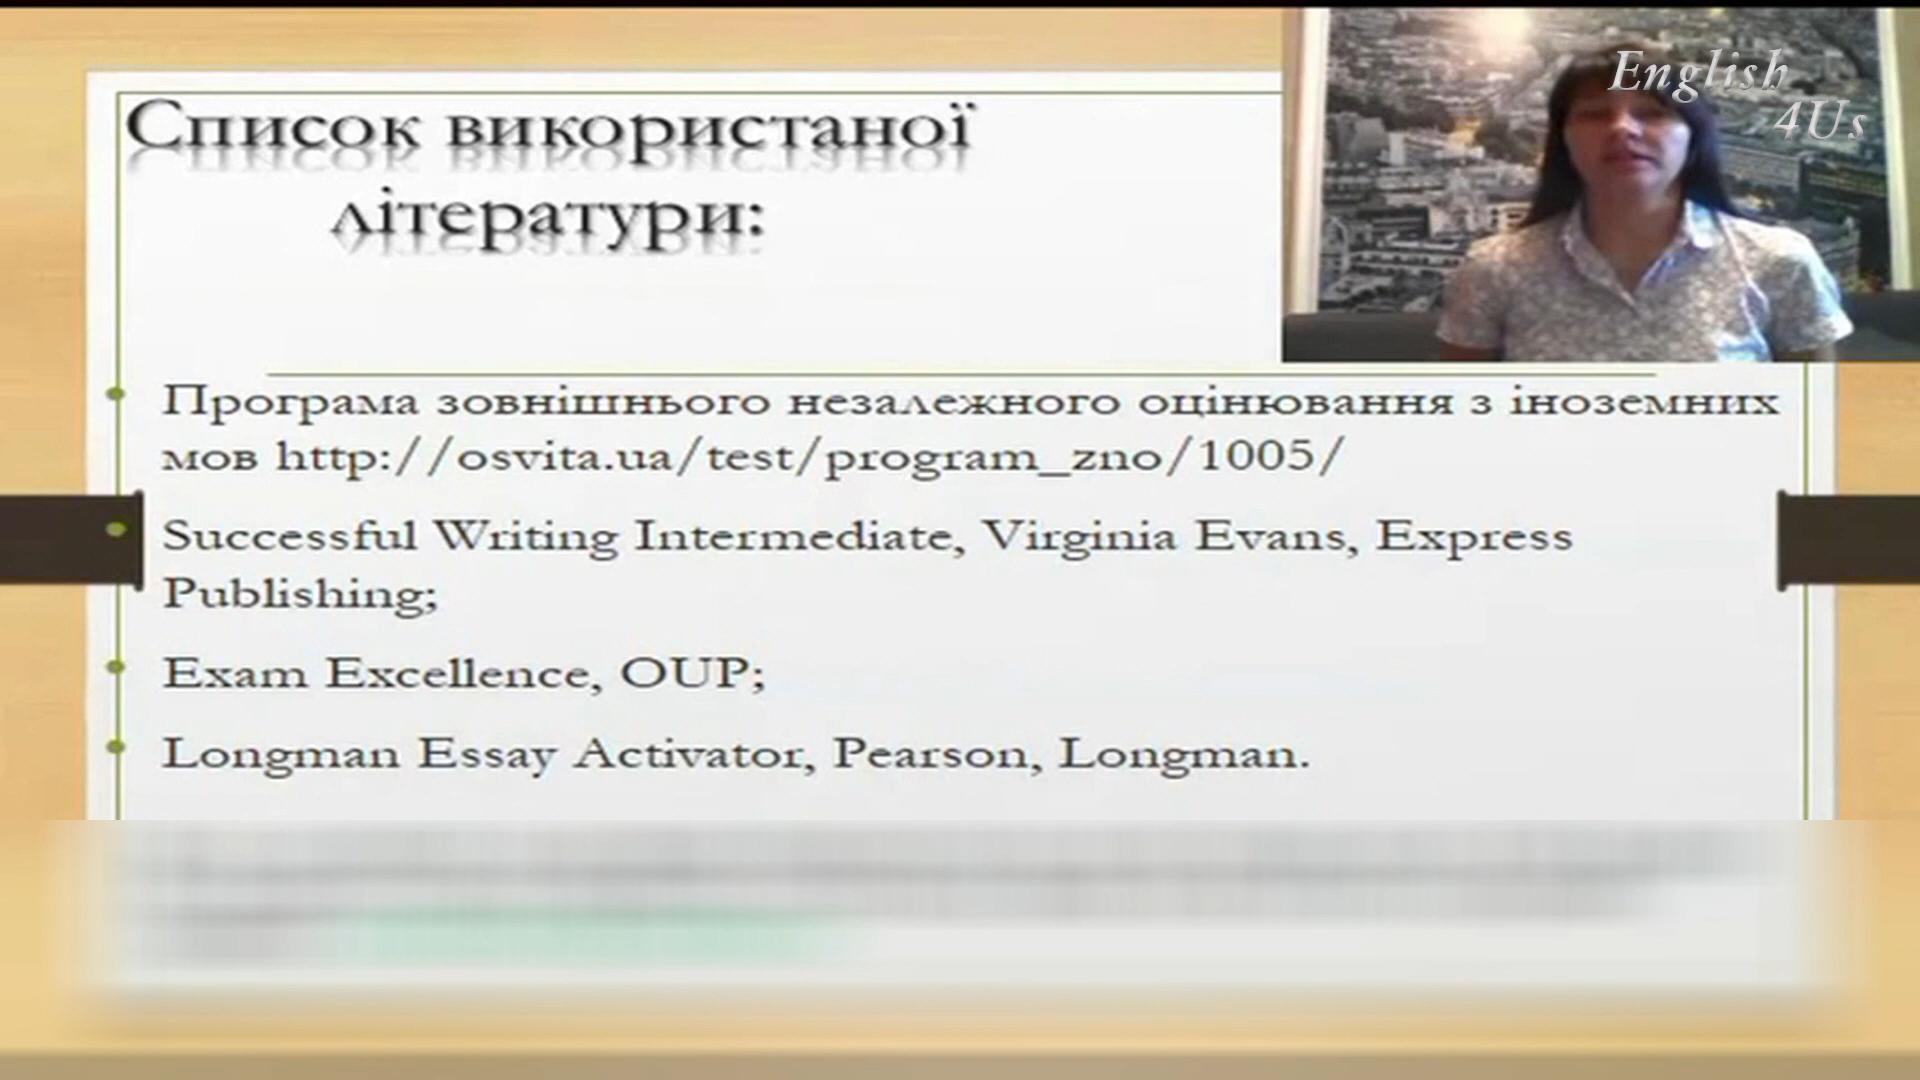 Список використаної
літератури:
English
4Us
Програма зовнішнього незалежного оцінювання з іноземних
мов http://osvita.ua/test/program_zno/1005/
Successful Writing Intermediate, Virginia Evans, Express
Publishing;
Exam Excellence, OUP;
Longman Essay Activator, Pearson, Longman.